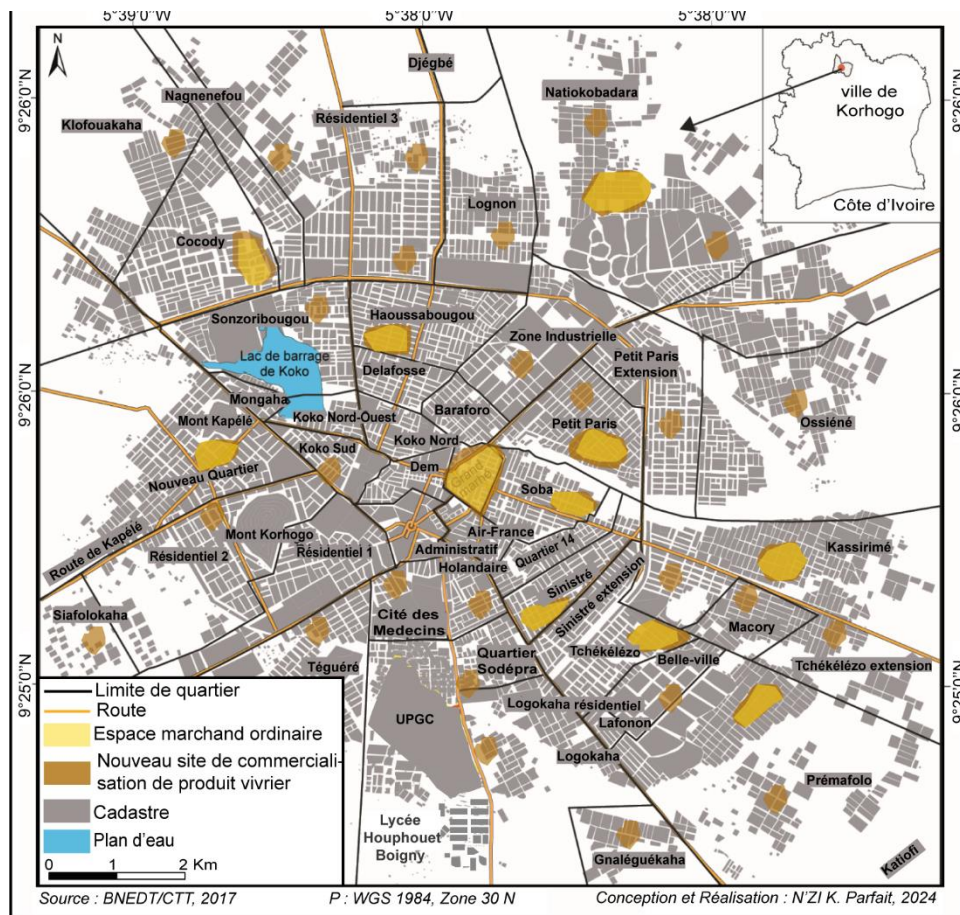 5°39'0"W
5°38'0"W
5°38'0"W
N
Djégbé
Nagnenefou
Natiokobadara
ville de
Korhogo
9°26'0"N
9°26'0"N
Klofouakaha
Résidentiel 3
Côte d'Ivoire
Lognon
Cocody
Sonzoribougou
Haoussabougou
Zone Industrielle
Lac de barrage
de Koko
Delafosse
Petit Paris
Extension
9°26'0"N
9°26'0"N
Mongaha
Koko Nord-Ouest
Baraforo
Mont Kapélé
Petit Paris
Ossiéné
Koko Nord
Koko Sud
Dem
Grand
marhé
Nouveau Quartier
Soba
Mont Korhogo
Air-France
Route de Kapélé
Résidentiel 2
Résidentiel 1
Administratif
Quartier 14
Kassirimé
Holandaire
Sinistré
Sinistré extension
Siafolokaha
Cité des
Medecins
Macory
Tchékélézo
Belle-ville
Téguéré
Quartier
Sodépra
Tchékélézo extension
9°25'0"N
9°25'0"N
Limite de quartier
Route
Espace marchand ordinaire
Nouveau site de commerciali-
sation de produit vivrier
Cadastre
Plan d'eau
0 1 2 Km
UPGC
Logokaha résidentiel
Lafonon
Logokaha
Prémafolo
Lycée
Houphouet
Boigny
Gnaléguékaha
Katiofi
Source : BNEDT/CTT, 2017
P : WGS 1984, Zone 30 N
Conception et Réalisation : N'ZI K. Parfait, 2024